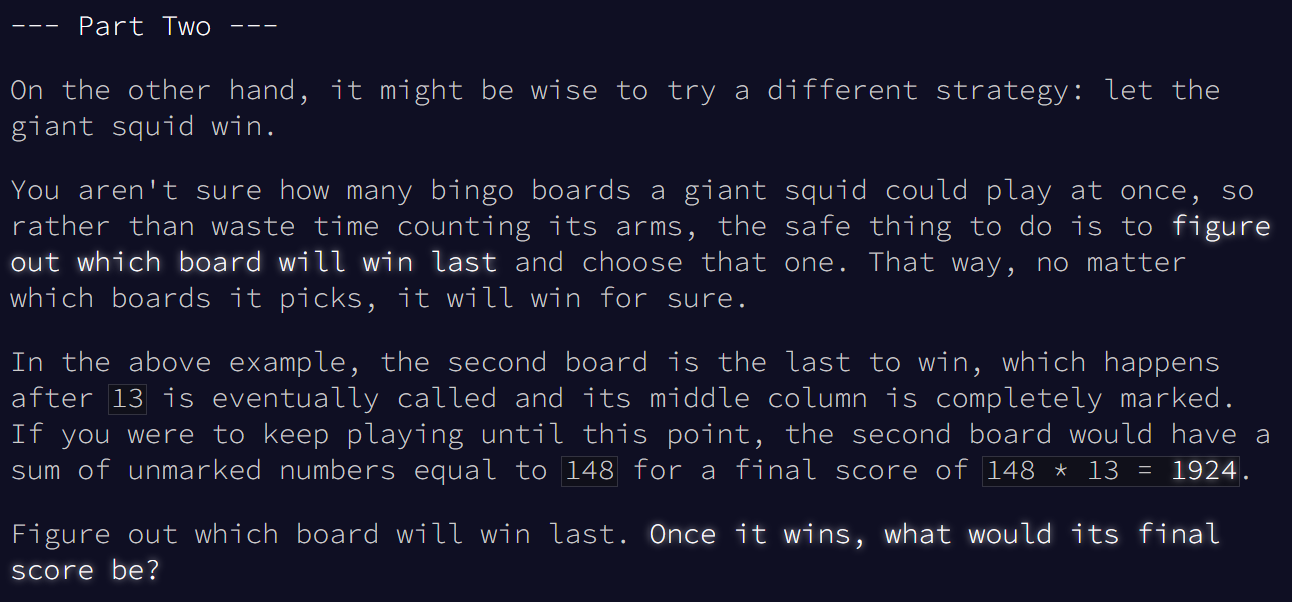 --- Part Two ---
On the other hand, it might be wise to try a different strategy: let the
giant squid win.
You aren't sure how many bingo boards a giant squid could play at once, so
rather than waste time counting its arms, the safe thing to do is to figure
out which board will win last and choose that one. That way, no matter
which boards it picks, it will win for sure.
In the above example, the second board is the last to win, which happens
after 13 is eventually called and its middle column is completely marked.
If you were to keep playing until this point, the second board would have a
sum of unmarked numbers equal to 148 for a final score of 148 * 13 = 1924.
Figure out which board will win last. Once it wins, what would its final
score be?